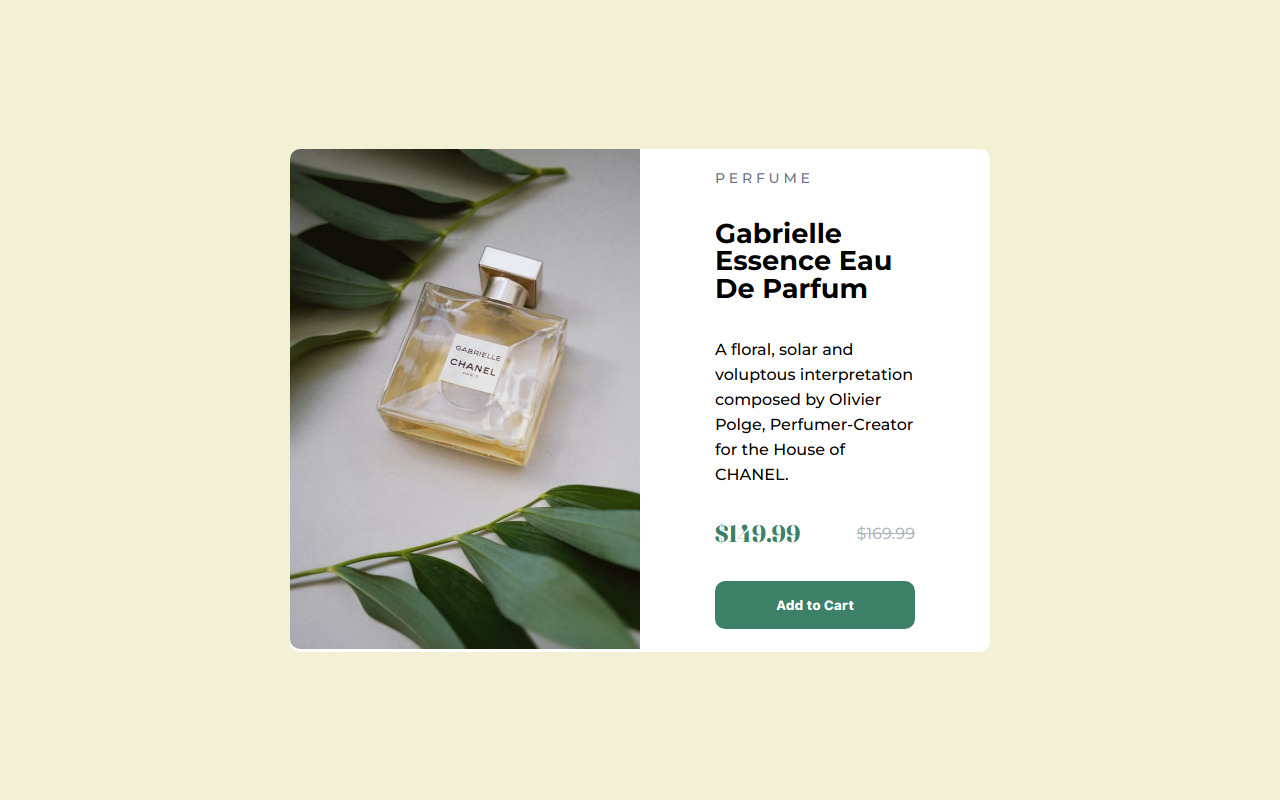 GABRIELLE
CHANEL
PARIS
PERFUME
Gabrielle
Essence Eau
De Parfum
A floral, solar and
voluptous interpretation
composed by Olivier
Polge, Perfumer-Creator
for the House of
CHANEL.
$149.99 $169.99
Add to Cart